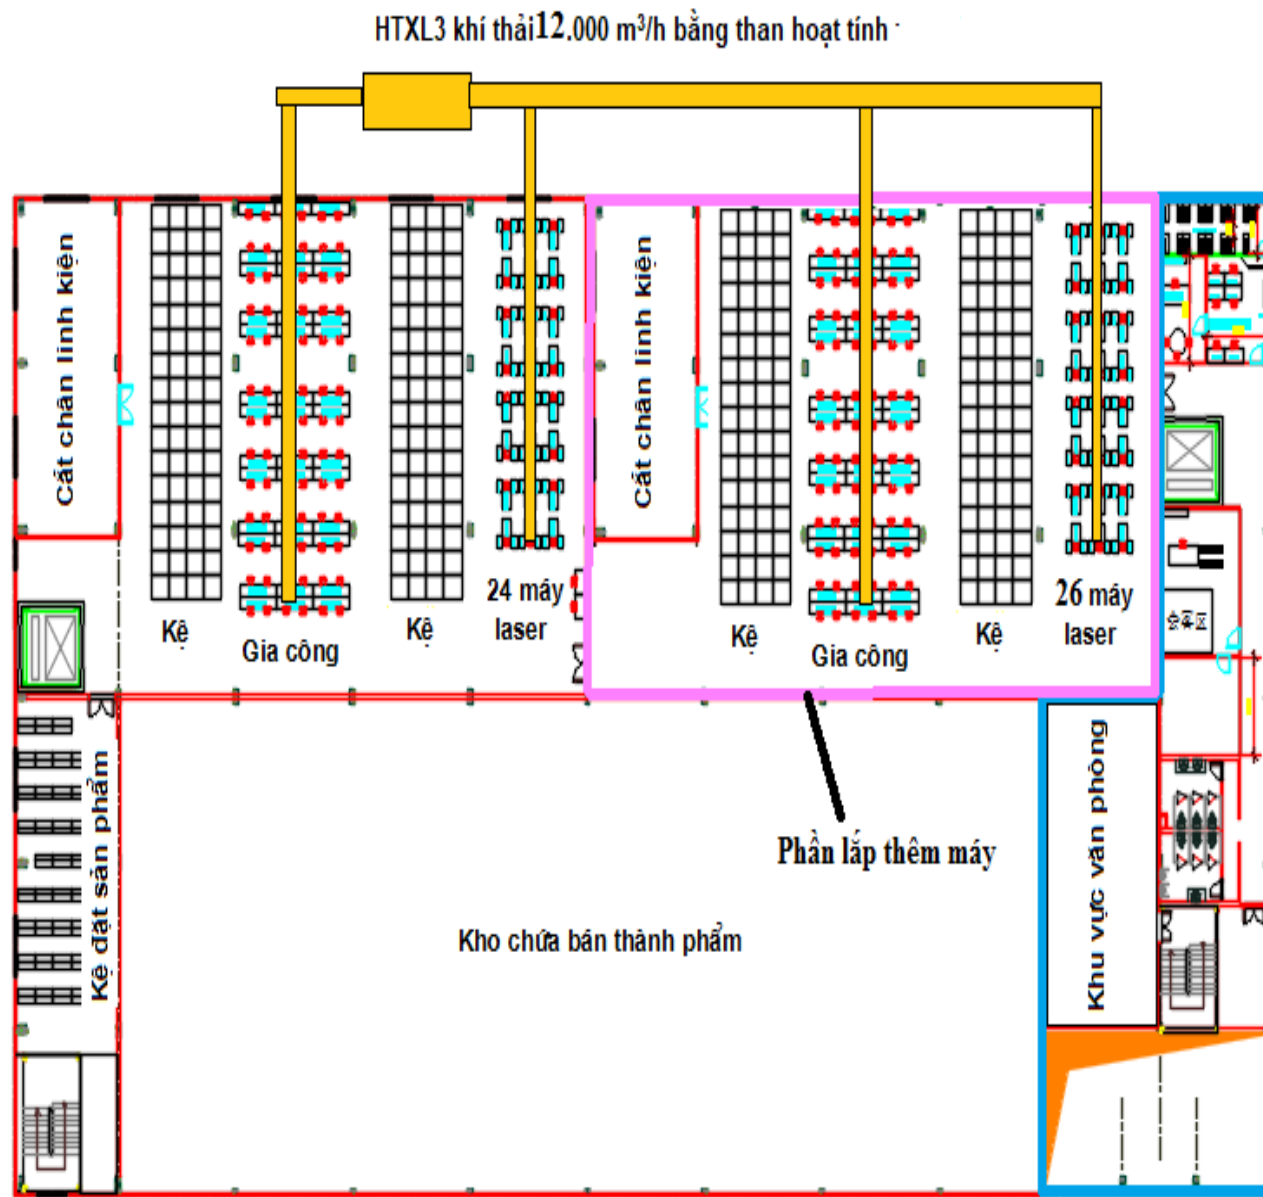 HTXL3 khí thải12.000 m³/h bằng than hoạt tính
Cắt chân linh kiện
Kệ
Gia công
Kệ
24 máy
laser
Cắt chân linh kiện
Kệ
Gia công
Kệ
26 máy
laser
Kệ đặt sản phẩm
Phần lắp thêm máy
Kho chứa bán thành phẩm
Khu vực văn phòng